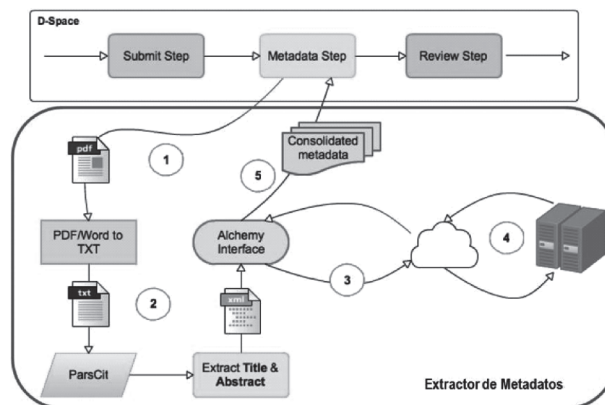 D-Space
Submit Step
Metadata Step
Review Step
pdf
1
5
Consolidated
metadata
PDF/Word to
TXT
Alchemy
Interface
4
3
txt
2
xml
ParsCit
Extract Title &
Abstract
Extractor de Metadatos